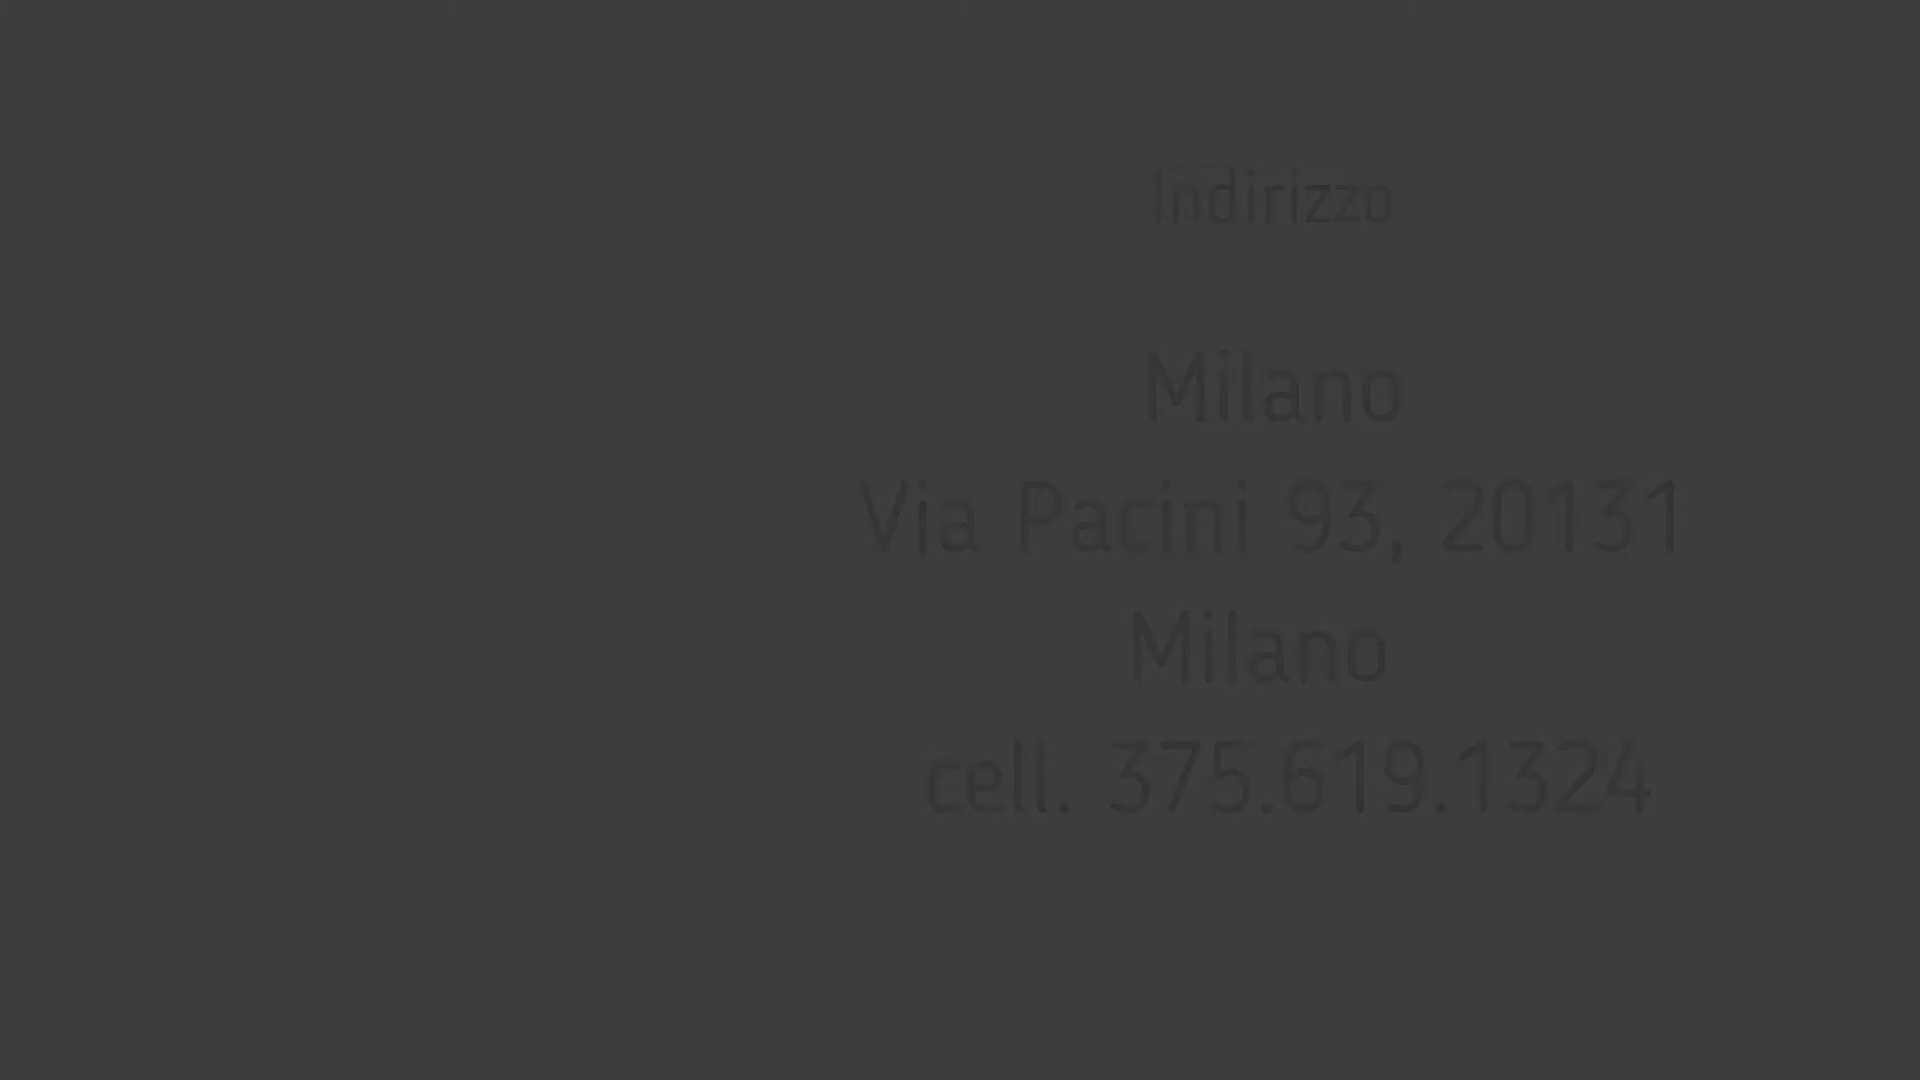 Indirizzo
Milano
Via Pacini 93, 20131
Milano
cell. 375.619.1324